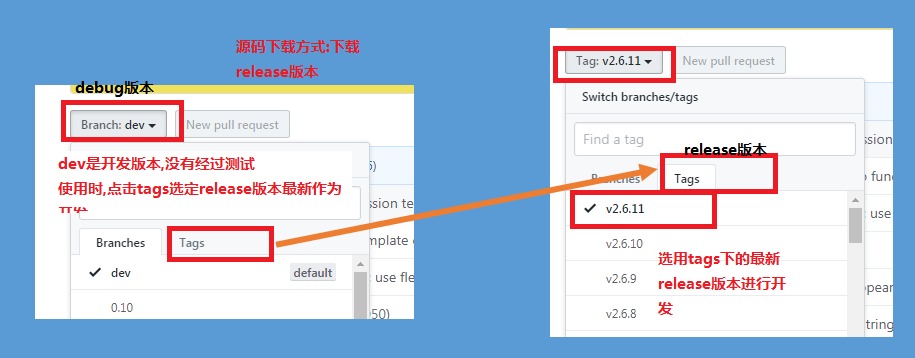 源码下载方式:下载
release版本
debug版本
Branch: dev
New pull request
dev是开发版本,没有经过测试
使用时,点击tags选定release版本最新作为
开发
ssion te
Branches
Tags
mplate
dev
default
use fle
0.10
050)
Tag: v2.6.11
New pull request
Switch branches/tags
Find a tag
ssion
release版本
Branches
Tags
o func
v2.6.11
use
v2.6.10
选用tags下的最新
release版本进行开
发
v2.6.9
ppear
v2.6.8
string